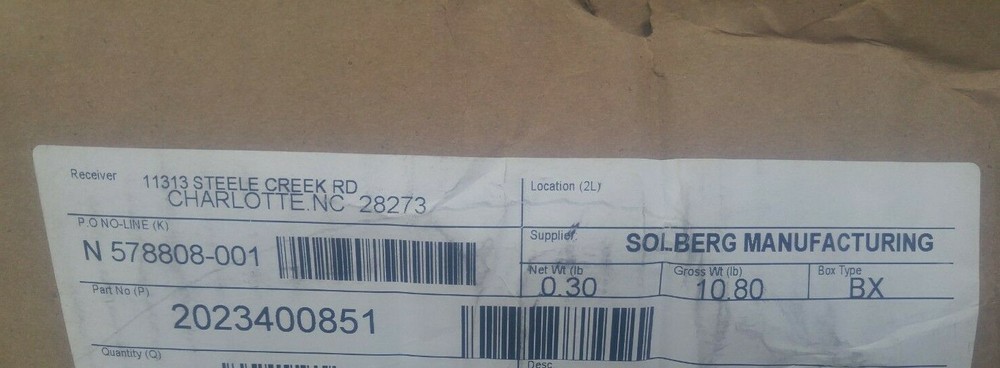 Receiver
11313 STEELE CREEK RD
CHARLOTTE.NC 28273
Location (2L)
P.O NO-LINE (K)
N 578808-001
Supplier
SOLBERG MANUFACTURING
Net Wt (lb
0.30
Gross Wt (lb)
10.80
Box Type
BX
Part No (P)
2023400851
Quantity (Q)
Desc